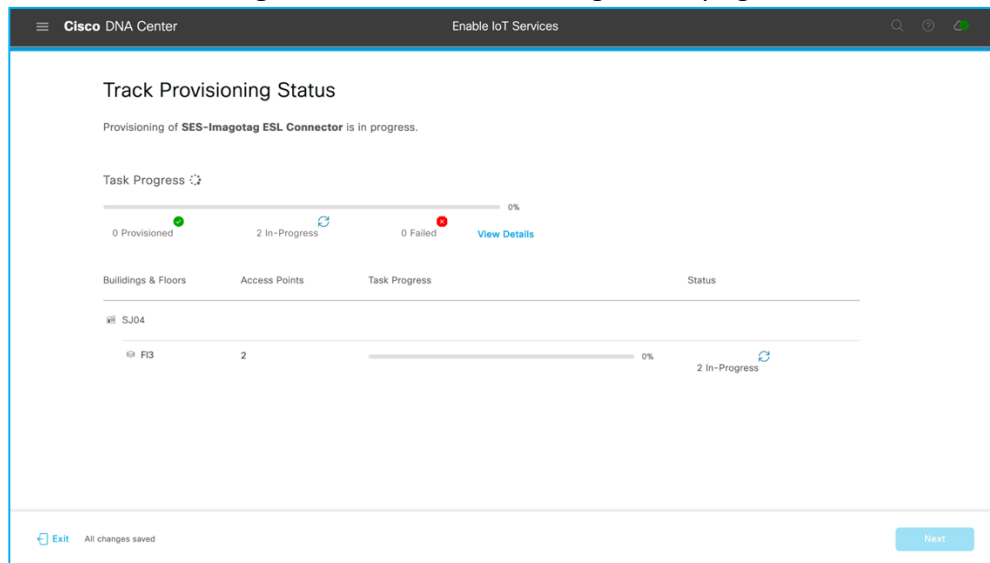 Cisco DNA Center Enable IoT Services
Track Provisioning Status
Provisioning of SES-Imagotag ESL Connector is in progress.
Task Progress
0%
0 Provisioned 2 In-Progress 0 Failed View Details
Builidings & Floors Access Points Task Progress Status
SJ04
Fl3 2 0% 2 In-Progress
Exit All changes saved Next